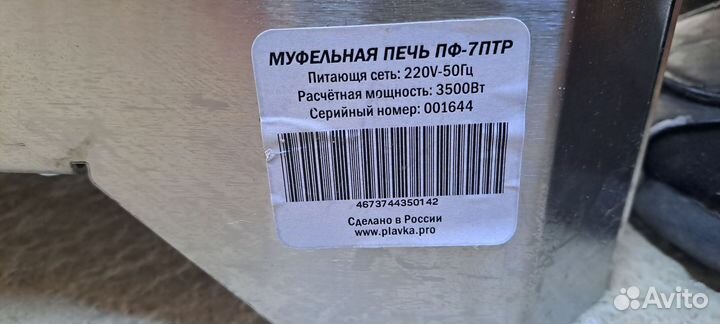 МУФЕЛЬНАЯ ПЕЧЬ ПФ-7ПТР
Питающя сеть: 220V-50Гц
Расчётная мощность: 3500Вт
Серийный номер: 001644
4673744350142
Сделано в России
www.plavka.pro
Avito